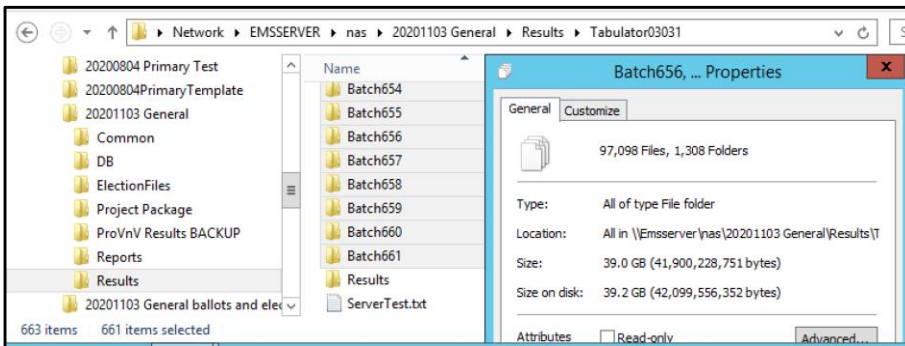 Network EMSSERVER nas 20201103 General Results Tabulator03031
20200804 Primary Test
20200804PrimaryTemplate
20201103 General
Common
DB
ElectionFiles
Project Package
ProVnV Results BACKUP
Reports
Results
20201103 General ballots and elec
Name
Batch654
Batch655
Batch656
Batch657
Batch658
Batch659
Batch660
Batch661
Results
ServerTest.txt
Batch656, ... Properties
General Customize
97,098 Files, 1,308 Folders
Type: All of type File folder
Location: All in \\Emsserver\nas\20201103 General\Results\T
Size: 39.0 GB (41,900,228,751 bytes)
Size on disk: 39.2 GB (42,099,556,352 bytes)
Attributes Read-only Advanced...
663 items 661 items selected